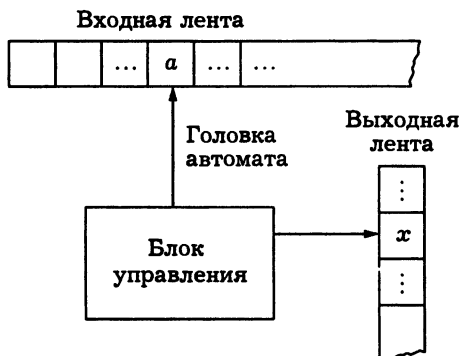 Входная лента
... a ... ...
Головка
автомата
Выходная
лента
⋮
x
⋮
Блок
управления